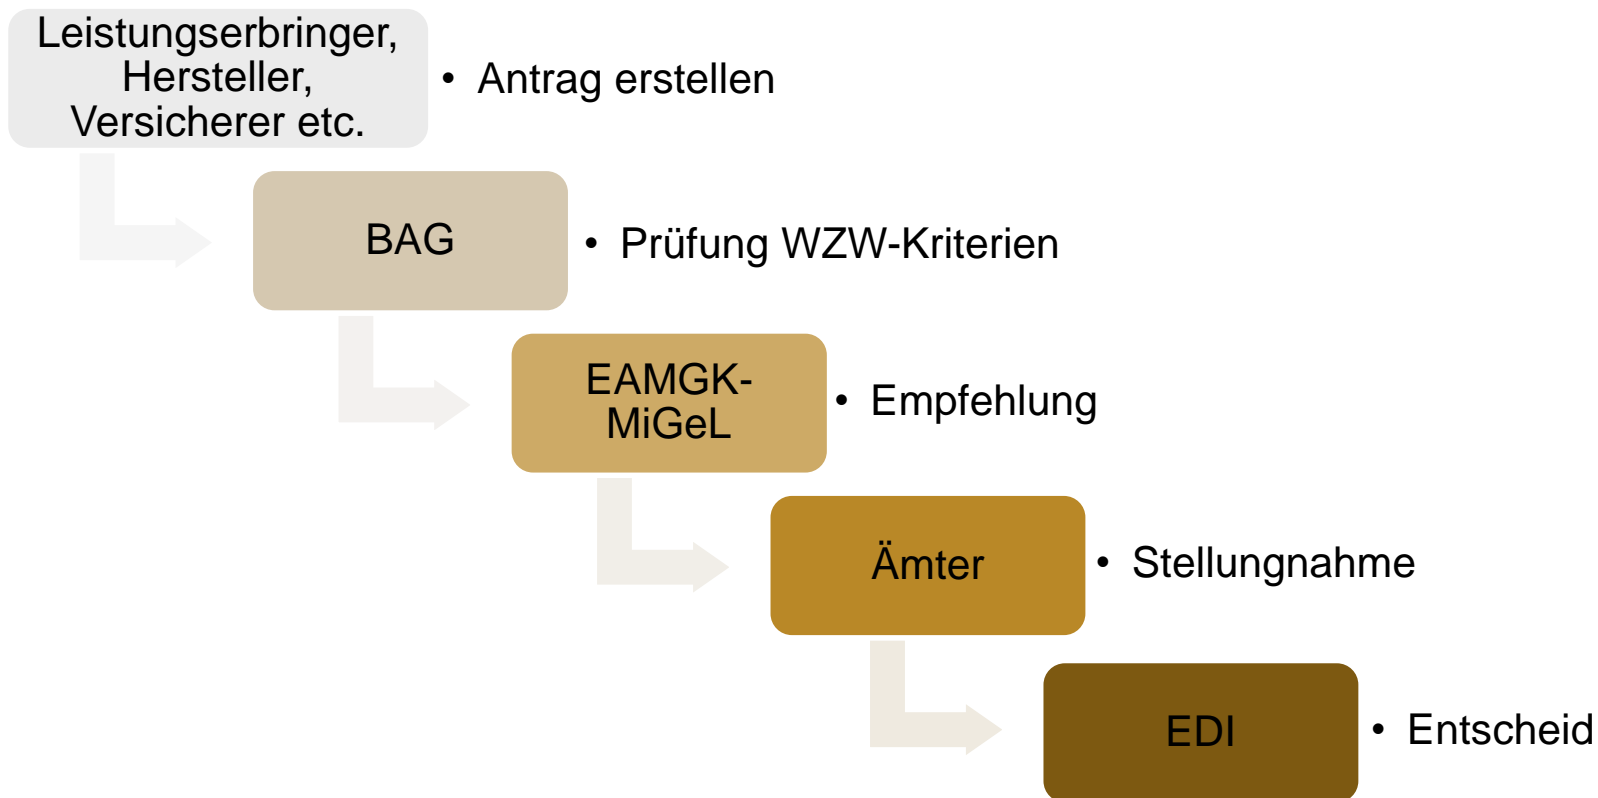 Leistungserbringer,
Hersteller,
Versicherer etc.
• Antrag erstellen
BAG
• Prüfung WZW-Kriterien
EAMGK-
MiGeL
• Empfehlung
Ämter
• Stellungnahme
EDI
• Entscheid